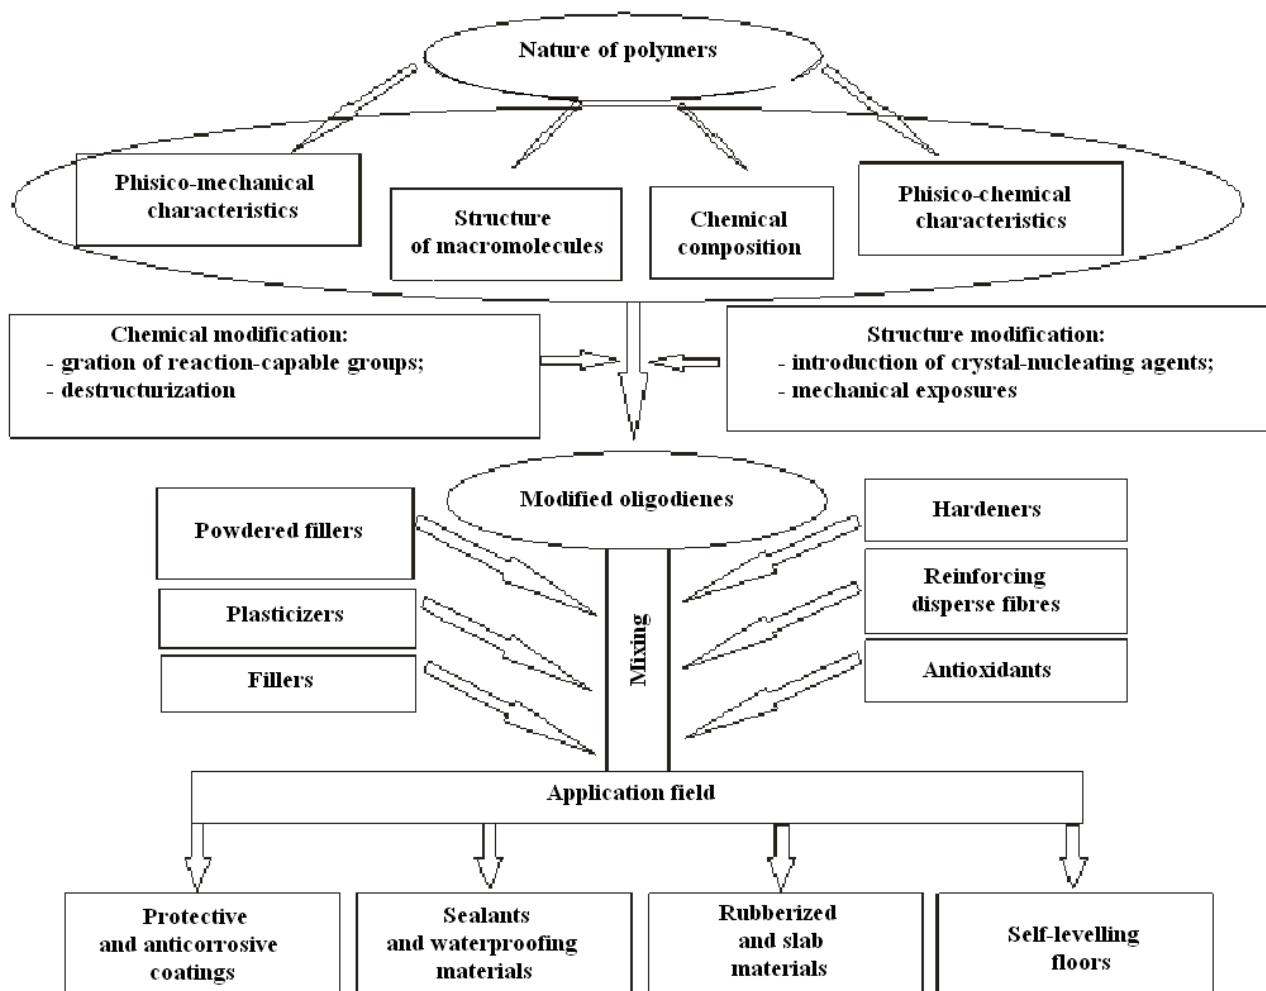 Nature of polymers
Phisico-mechanical
characteristics
Structure
of macromolecules
Chemical
composition
Phisico-chemical
characteristics
Chemical modification:
- gration of reaction-capable groups;
- destructurization
Structure modification:
- introduction of crystal-nucleating agents;
- mechanical exposures
Modified oligodienes
Powdered fillers
Plasticizers
Fillers
Mixing
Hardeners
Reinforcing
disperse fibres
Antioxidants
Application field
Protective
and anticorrosive
coatings
Sealants
and waterproofing
materials
Rubberized
and slab
materials
Self-levelling
floors